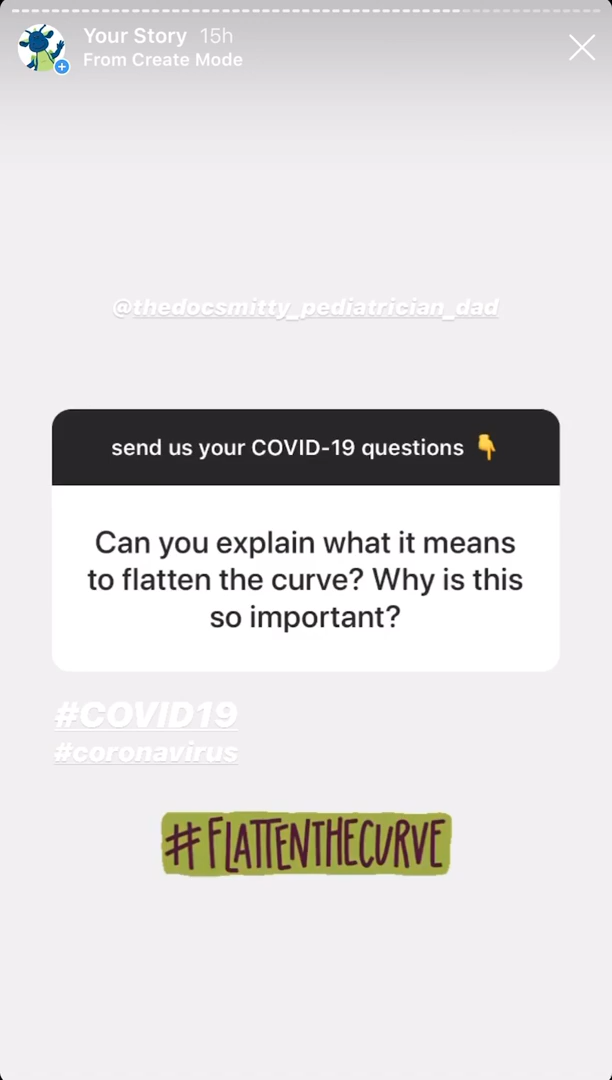 Your Story 15h
From Create Mode
@thedocsmitty_pediatrician_dad
send us your COVID-19 questions 👇
Can you explain what it means
to flatten the curve? Why is this
so important?
#COVID19
#coronavirus
#FLATTENTHECURVE